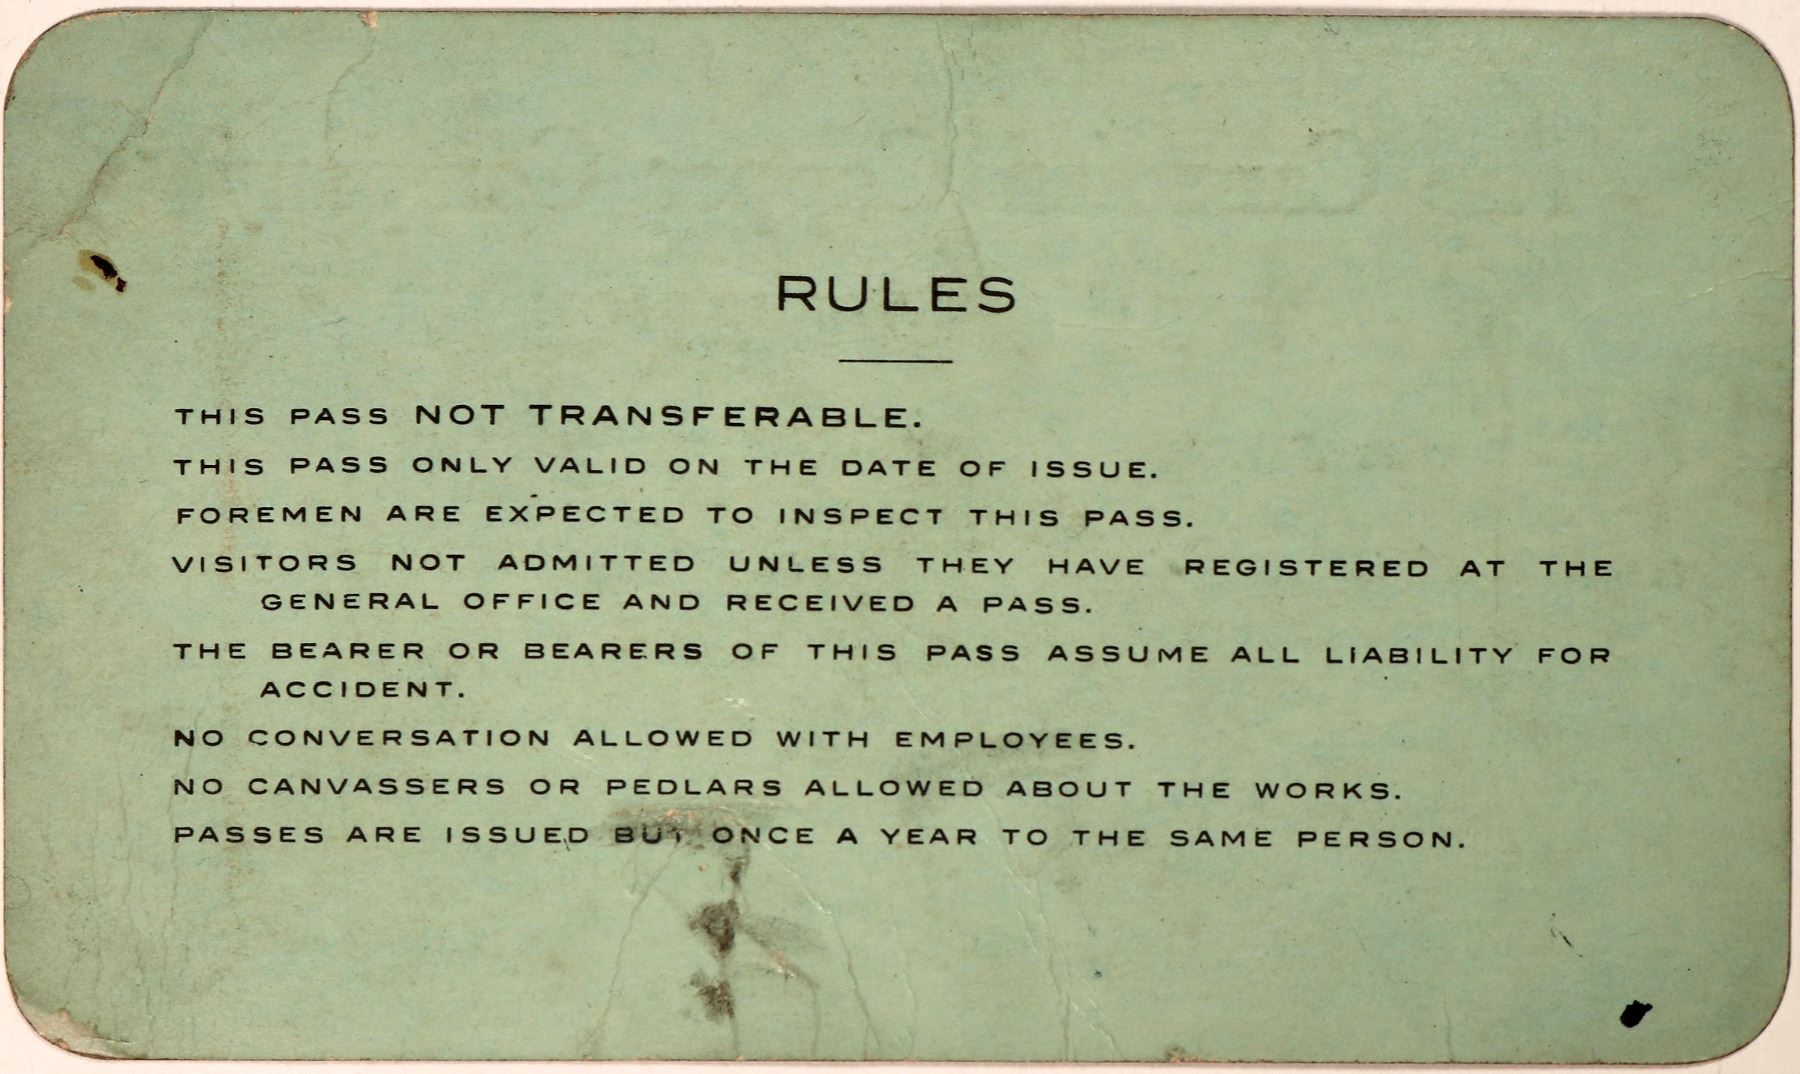 RULES
THIS PASS NOT TRANSFERABLE.
THIS PASS ONLY VALID ON THE DATE OF ISSUE.
FOREMEN ARE EXPECTED TO INSPECT THIS PASS.
VISITORS NOT ADMITTED UNLESS THEY HAVE REGISTERED AT THE
GENERAL OFFICE AND RECEIVED A PASS.
THE BEARER OR BEARERS OF THIS PASS ASSUME ALL LIABILITY FOR
ACCIDENT.
NO CONVERSATION ALLOWED WITH EMPLOYEES.
NO CANVASSERS OR PEDLARS ALLOWED ABOUT THE WORKS.
PASSES ARE ISSUED BUT ONCE A YEAR TO THE SAME PERSON.